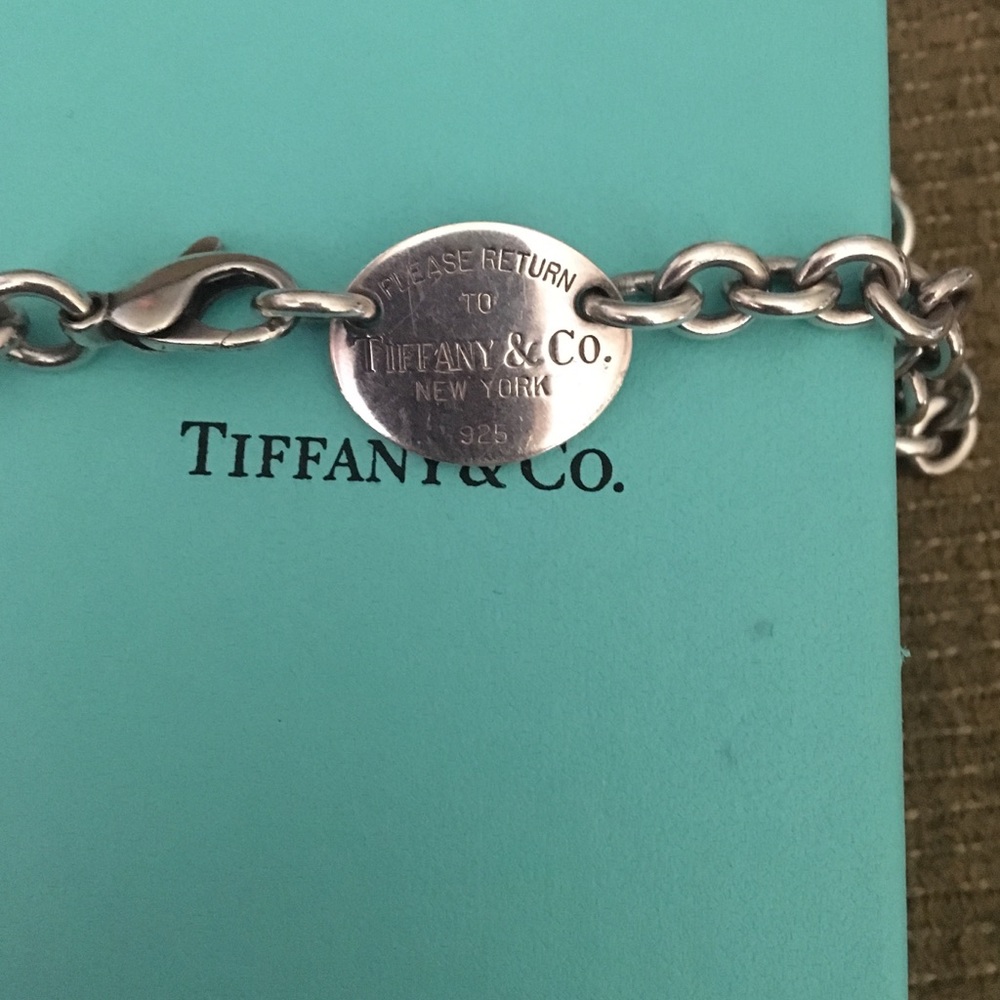 PLEASE RETURN
TO
TIFFANY & CO.
NEW YORK
925
TIFFANY & CO.